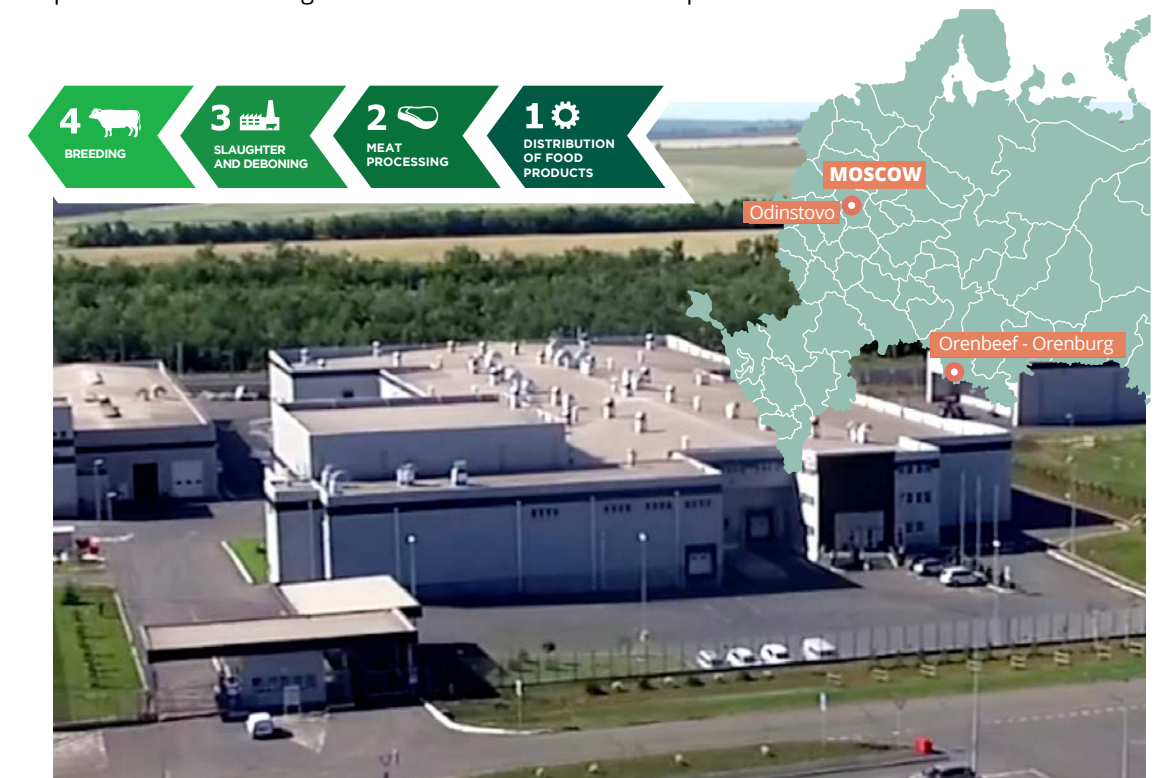 4
BREEDING
3
SLAUGHTER
AND DEBONING
2
MEAT
PROCESSING
1
DISTRIBUTION
OF FOOD
PRODUCTS
MOSCOW
Odinstovo
Orenbeef - Orenburg